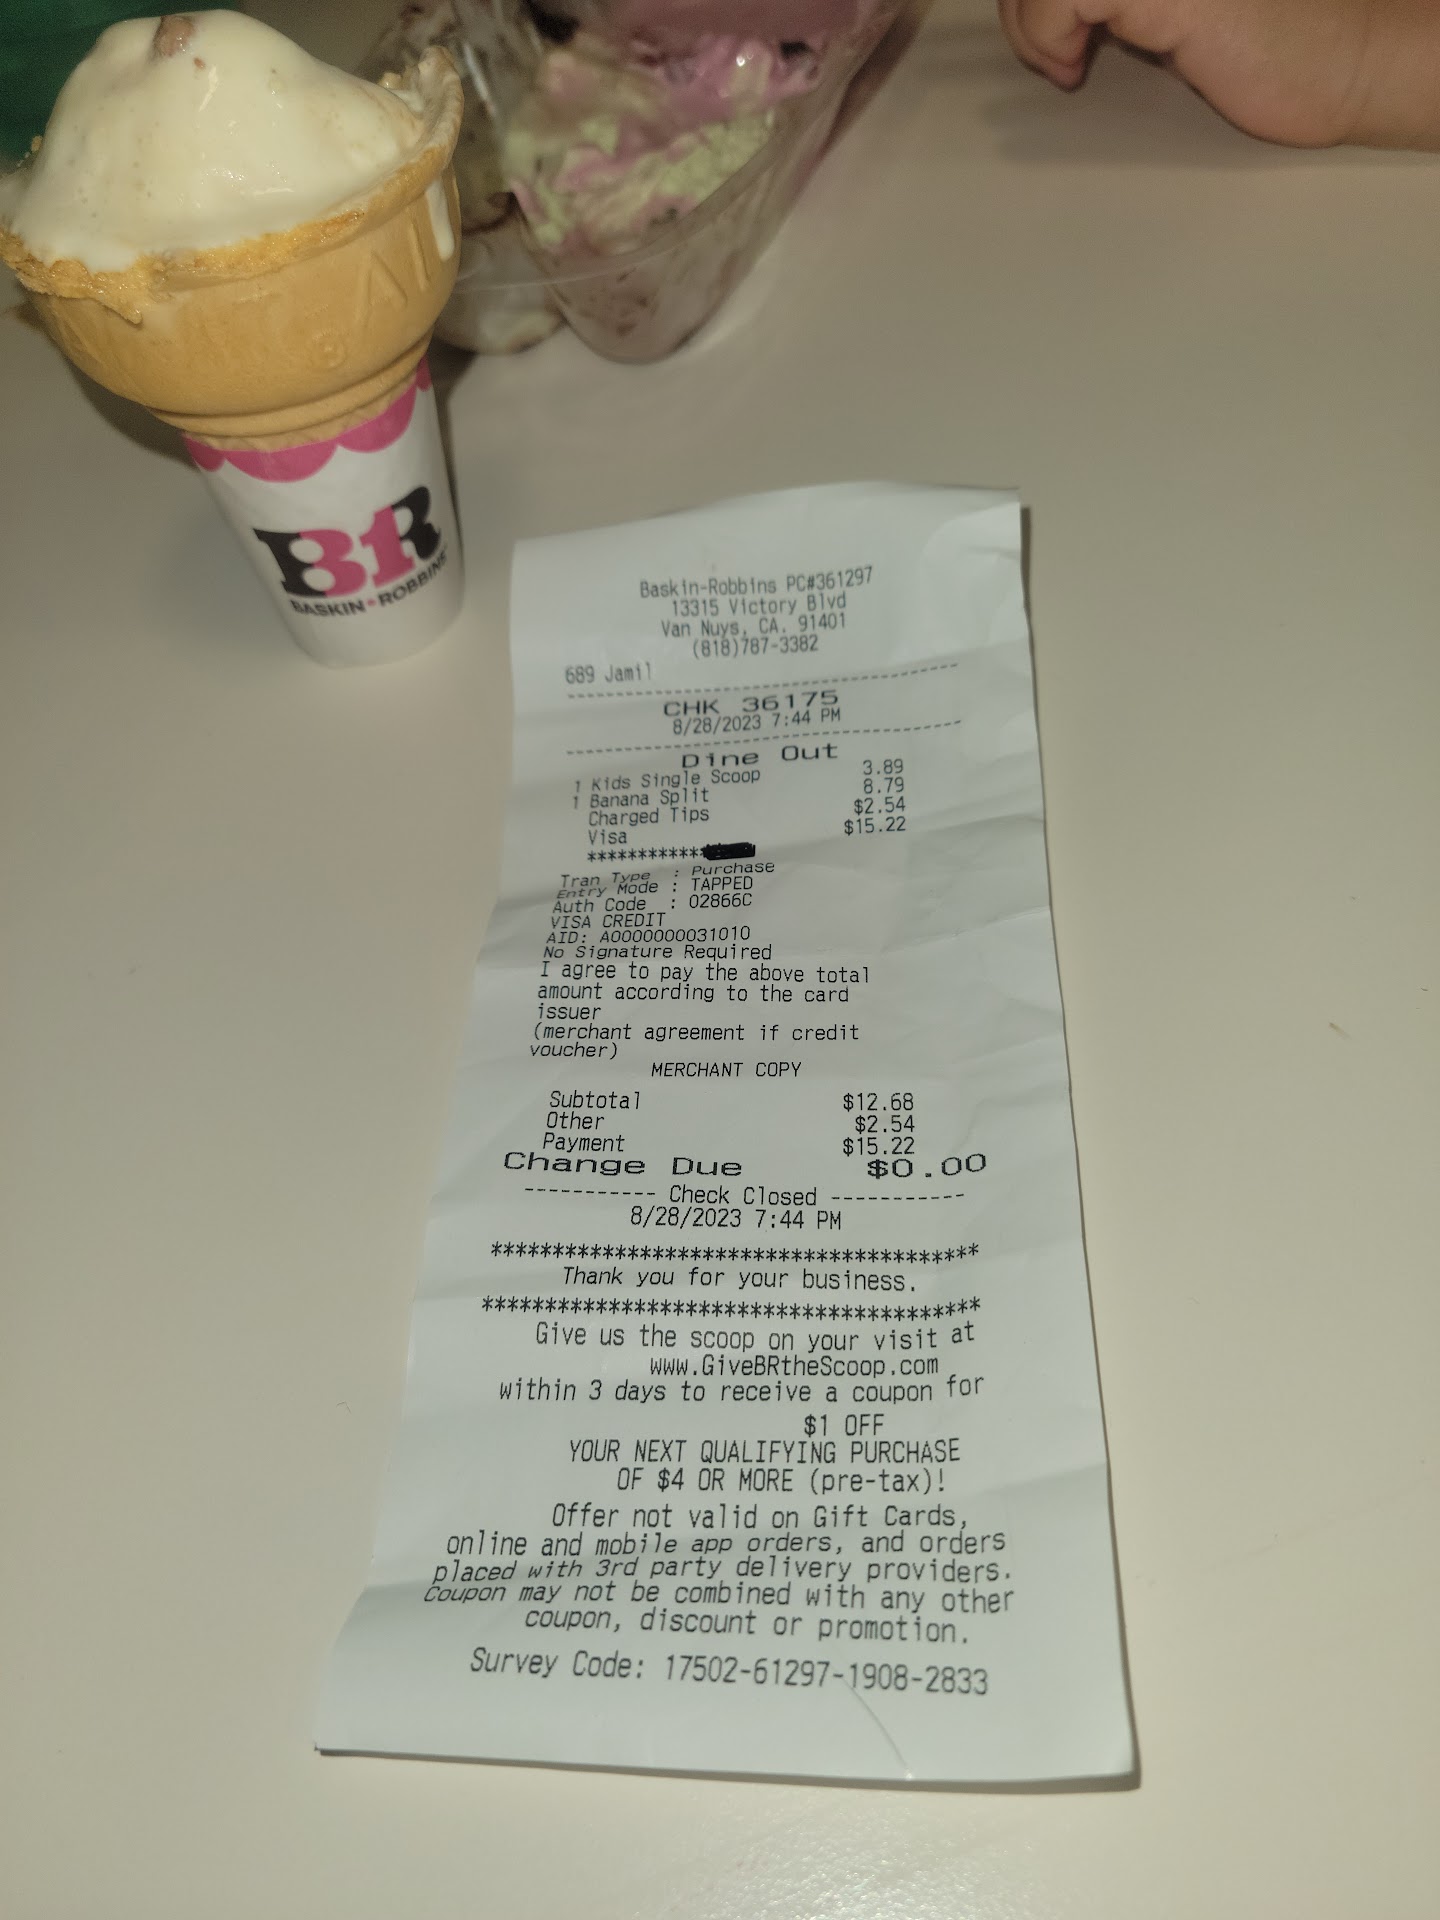 BR
BASKIN•ROBBINS
Baskin-Robbins PC#361297
13315 Victory Blvd
Van Nuys, CA. 91401
(818)787-3382
689 Jamil
----------------------------------------
CHK 36175
8/28/2023 7:44 PM
----------------------------------------
Dine Out
1 Kids Single Scoop 3.89
1 Banana Split 8.79
Charged Tips $2.54
Visa $15.22
************
Tran Type : Purchase
Entry Mode : TAPPED
Auth Code : 02866C
VISA CREDIT
AID: A0000000031010
No Signature Required
I agree to pay the above total
amount according to the card
issuer
(merchant agreement if credit
voucher)
MERCHANT COPY
Subtotal $12.68
Other $2.54
Payment $15.22
Change Due $0.00
----------- Check Closed -----------
8/28/2023 7:44 PM
****************************************
Thank you for your business.
****************************************
Give us the scoop on your visit at
www.GiveBRtheScoop.com
within 3 days to receive a coupon for
$1 OFF
YOUR NEXT QUALIFYING PURCHASE
OF $4 OR MORE (pre-tax)!
Offer not valid on Gift Cards,
online and mobile app orders, and orders
placed with 3rd party delivery providers.
Coupon may not be combined with any other
coupon, discount or promotion.
Survey Code: 17502-61297-1908-2833